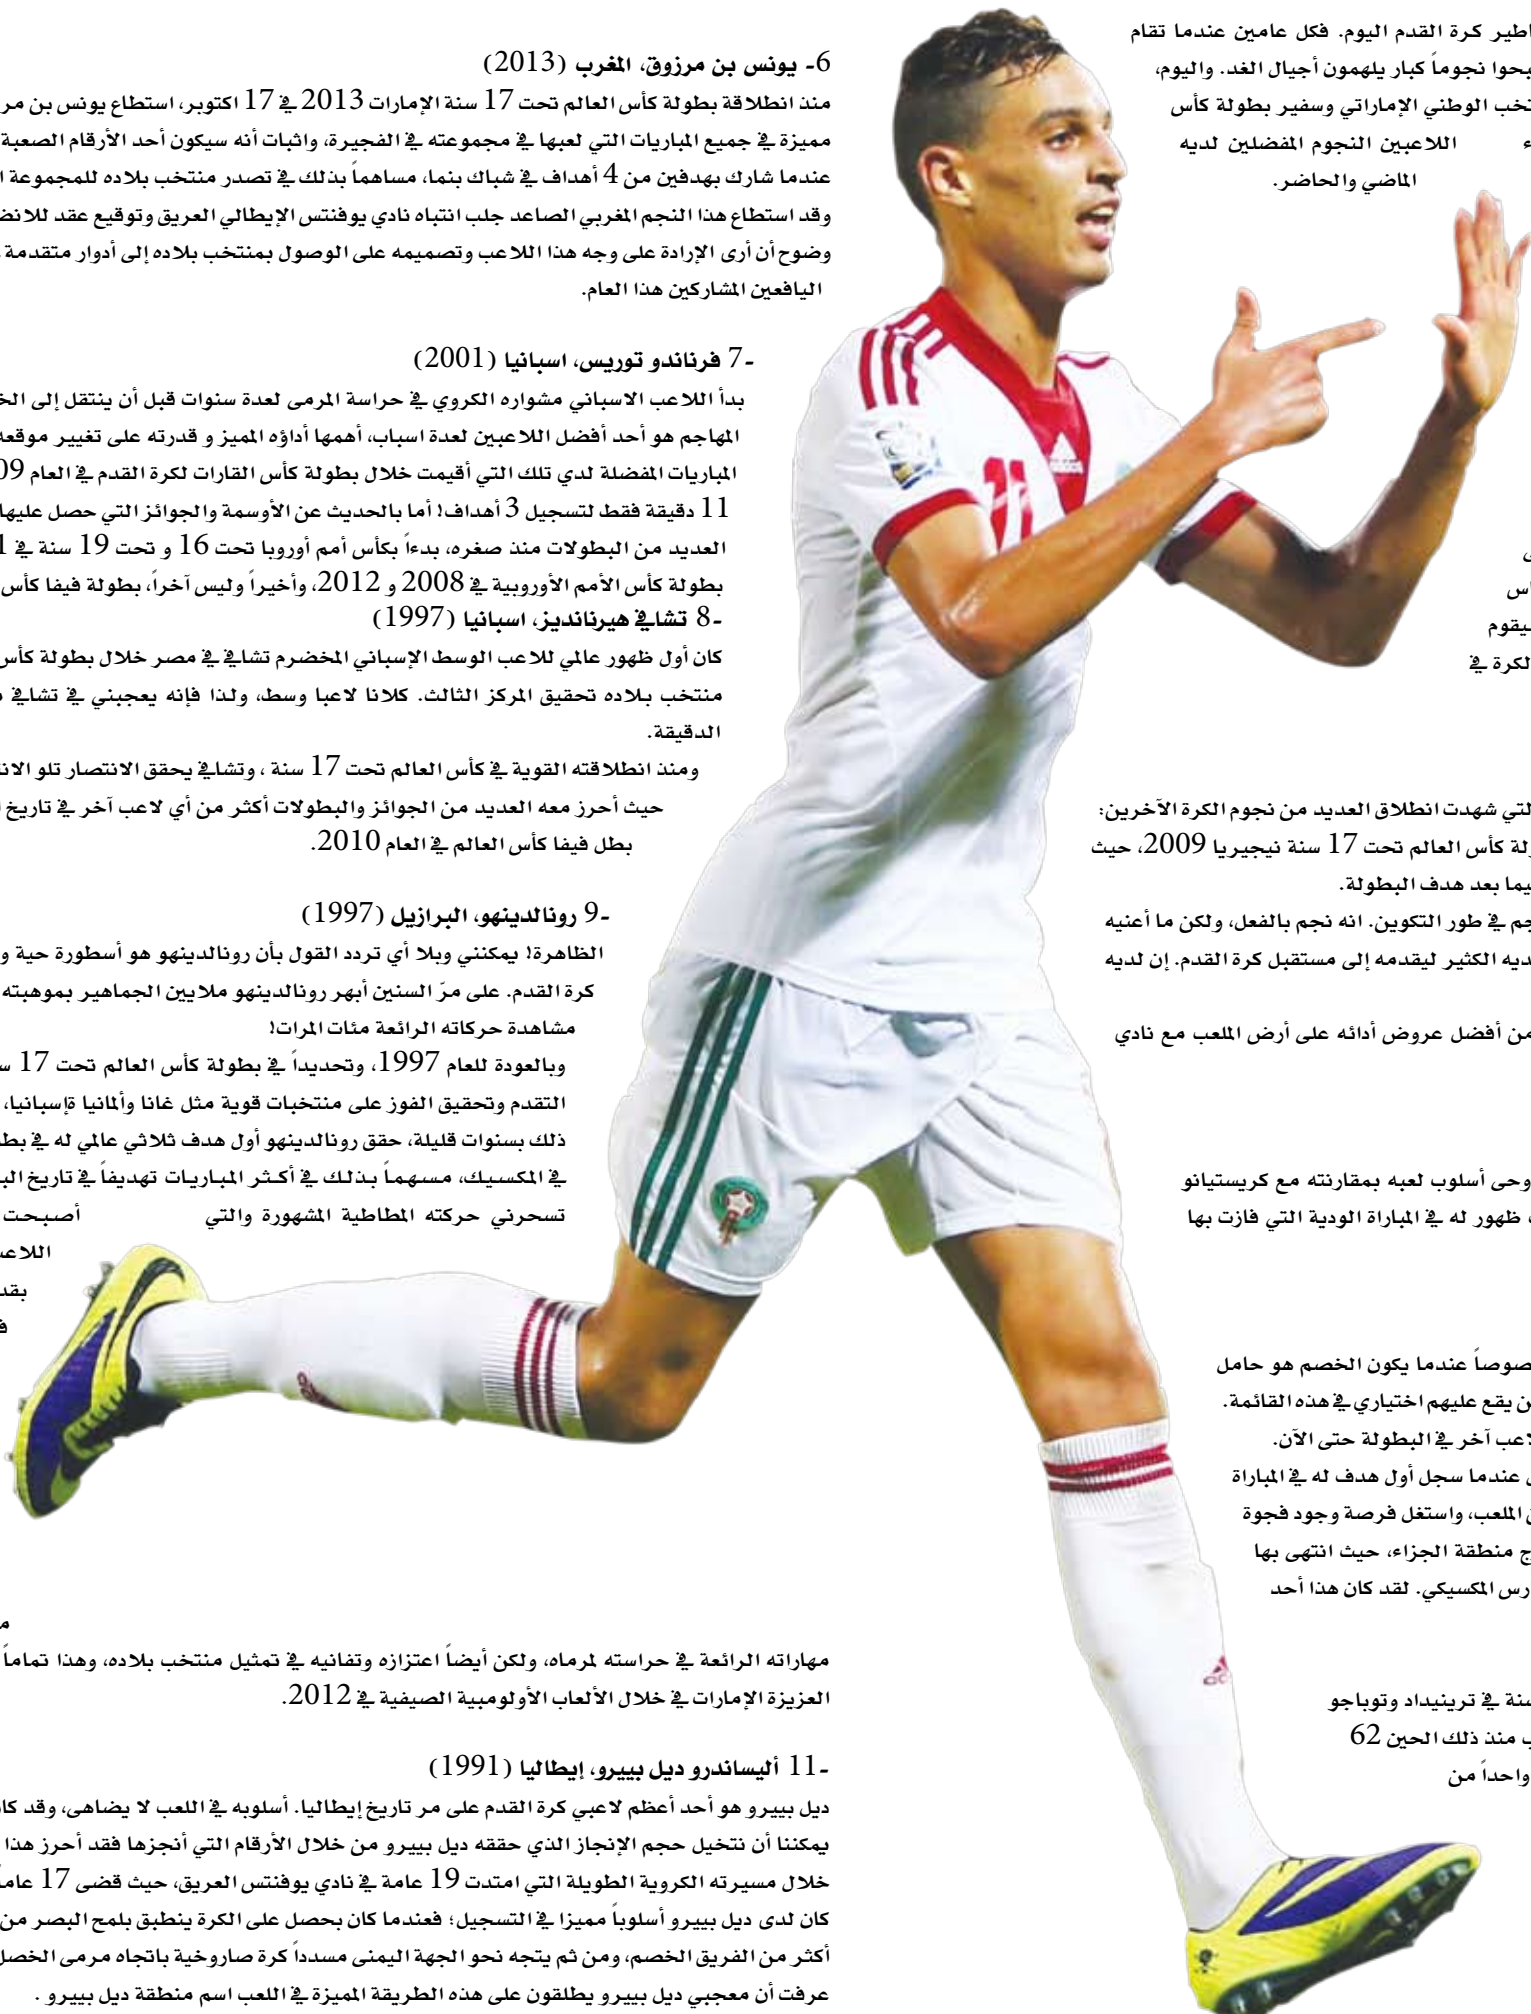 اطير كرة القدم اليوم. فكل عامين عندما تقام
بحوا نجوماً كبار يلهمون أجيال الغد. واليوم،
تخب الوطني الإماراتي وسفير بطولة كأس
ء اللاعبين النجوم المفضلين لديه
الماضي والحاضر.
اس
يقوم
لكرة في
لتي شهدت انطلاق العديد من نجوم الكرة الآخرين:
لة كأس العالم تحت 17 سنة نيجيريا 2009، حيث
يما بعد هدف البطولة.
جم في طور التكوين. انه نجم بالفعل، ولكن ما أعنيه
ديه الكثير ليقدمه إلى مستقبل كرة القدم. إن لديه
من أفضل عروض أدائه على أرض الملعب مع نادي
وحى أسلوب لعبه بمقارنته مع كريستيانو
ظهور له في المباراة الودية التي فازت بها
صوصاً عندما يكون الخصم هو حامل
ن يقع عليهم اختياري في هذه القائمة.
لاعب آخر في البطولة حتى الآن.
عندما سجل أول هدف له في المباراة
ن الملعب، واستغل فرصة وجود فجوة
ج منطقة الجزاء، حيث انتهى بها
رس المكسيكي. لقد كان هذا أحد
سنة في ترينيداد وتوباجو
ب منذ ذلك الحين 62
واحداً من
6ـ يونس بن مرزوق، المغرب (2013)
منذ انطلاقة بطولة كأس العالم تحت 17 سنة الإمارات 2013 في 17 اكتوبر، استطاع يونس بن مر
مميزة في جميع المباريات التي لعبها في مجموعته في الفجيرة، واثبات أنه سيكون أحد الأرقام الصعبة
عندما شارك بهدفين من 4 أهداف في شباك بنما، مساهماً بذلك في تصدر منتخب بلاده للمجموعة ا
وقد استطاع هذا النجم المغربي الصاعد جلب انتباه نادي يوفنتس الإيطالي العريق وتوقيع عقد للانض
وضوح أن أرى الإرادة على وجه هذا اللاعب وتصميمه على الوصول بمنتخب بلاده إلى أدوار متقدمة
اليافعين المشاركين هذا العام.
ـ7 فرناندو توريس، اسبانيا (2001)
بدأ اللاعب الاسباني مشواره الكروي في حراسة المرمى لعدة سنوات قبل أن ينتقل إلى الخ
المهاجم هو أحد أفضل اللاعبين لعدة اسباب، أهمها أداؤه المميز و قدرته على تغيير موقعه
المباريات المفضلة لدي تلك التي أقيمت خلال بطولة كأس القارات لكرة القدم في العام 09
11 دقيقة فقط لتسجيل 3 أهداف! أما بالحديث عن الأوسمة والجوائز التي حصل عليها
العديد من البطولات منذ صغره، بدءاً بكأس أمم أوروبا تحت 16 و تحت 19 سنة في 1
بطولة كأس الأمم الأوروبية في 2008 و 2012، وأخيراً وليس آخراً، بطولة فيفا كأس
ـ8 تشافي هيرنانديز، اسبانيا (1997)
كان أول ظهور عالمي للاعب الوسط الإسباني المخضرم تشافي في مصر خلال بطولة كأس
منتخب بلاده تحقيق المركز الثالث. كلانا لاعبا وسط، ولذا فإنه يعجبني في تشافي
الدقيقة.
ومنذ انطلاقته القوية في كأس العالم تحت 17 سنة ، وتشافي يحقق الانتصار تلو الانت
حيث أحرز معه العديد من الجوائز والبطولات أكثر من أي لاعب آخر في تاريخ ا
بطل فيفا كأس العالم في العام 2010.
ـ9 رونالدينهو، البرازيل (1997)
الظاهرة! يمكنني وبلا أي تردد القول بأن رونالدينهو هو أسطورة حية و
كرة القدم. على مرّ السنين أبهر رونالدينهو ملايين الجماهير بموهبته
مشاهدة حركاته الرائعة مئات المرات!
وبالعودة للعام 1997، وتحديداً في بطولة كأس العالم تحت 17 س
التقدم وتحقيق الفوز على منتخبات قوية مثل غانا وألمانيا ةإسبانيا،
ذلك بسنوات قليلة، حقق رونالدينهو أول هدف ثلاثي عالمي له في بط
في المكسيك، مسهماً بذلك في أكثر المباريات تهديفاً في تاريخ الب
تسحرني حركته المطاطية المشهورة والتي أصبحت
اللاعب
بقد
ف
م
مهاراته الرائعة في حراسته لمرماه، ولكن أيضاً اعتزازه وتفانيه في تمثيل منتخب بلاده، وهذا تماماً
العزيزة الإمارات في خلال الألعاب الأولومبية الصيفية في 2012.
ـ11 أليساندرو ديل بييرو، إيطاليا (1991)
ديل بييرو هو أحد أعظم لاعبي كرة القدم على مر تاريخ إيطاليا. أسلوبه في اللعب لا يضاهى، وقد كا
يمكننا أن نتخيل حجم الإنجاز الذي حققه ديل بييرو من خلال الأرقام التي أنجزها فقد أحرز هذا
خلال مسيرته الكروية الطويلة التي امتدت 19 عامة في نادي يوفنتس العريق، حيث قضى 17 عاماً
كان لدى ديل بييرو أسلوباً مميزا في التسجيل؛ فعندما كان بحصل على الكرة ينطبق بلمح البصر من
أكثر من الفريق الخصم، ومن ثم يتجه نحو الجهة اليمنى مسدداً كرة صاروخية باتجاه مرمى الخصل
عرفت أن معجبي ديل بييرو يطلقون على هذه الطريقة المميزة في اللعب اسم منطقة ديل بييرو .